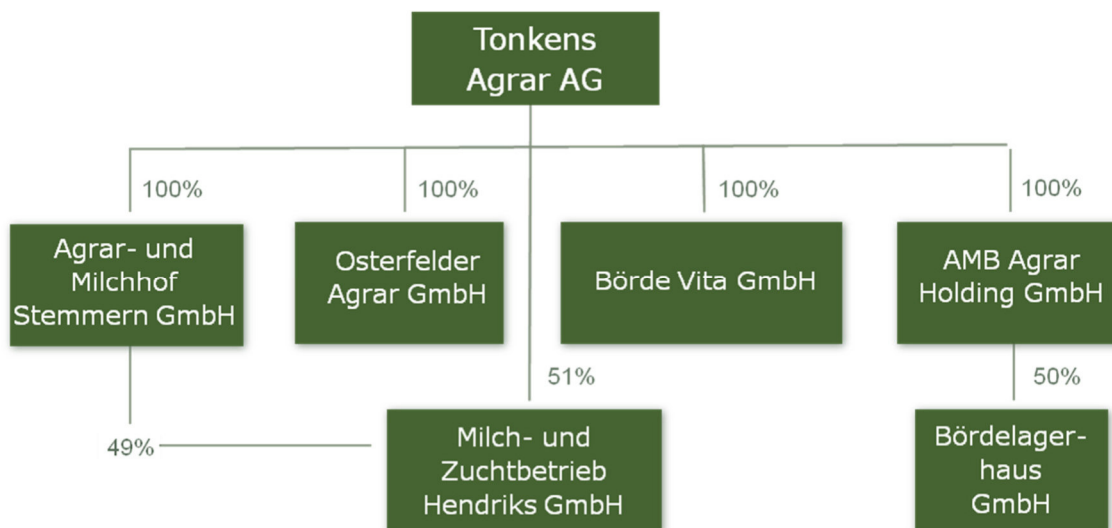 Tonkens
Agrar AG
100%
100%
100%
100%
Agrar- und
Milchhof
Stemmern GmbH
Osterfelder
Agrar GmbH
Börde Vita GmbH
AMB Agrar
Holding GmbH
51%
50%
49%
Milch- und
Zuchtbetrieb
Hendriks GmbH
Bördelager-
haus
GmbH